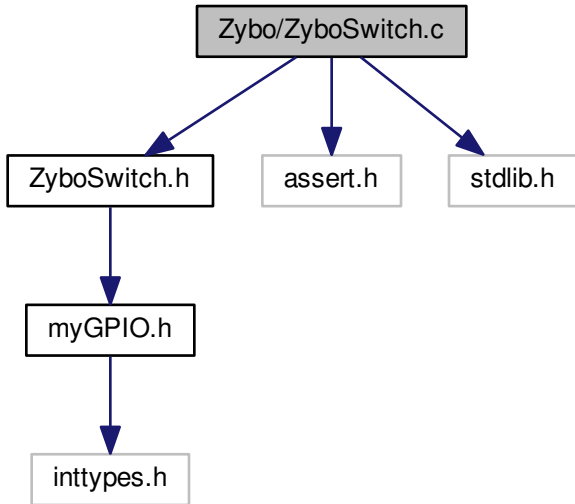 Zybo/ZyboSwitch.c
ZyboSwitch.h
assert.h
stdlib.h
myGPIO.h
inttypes.h